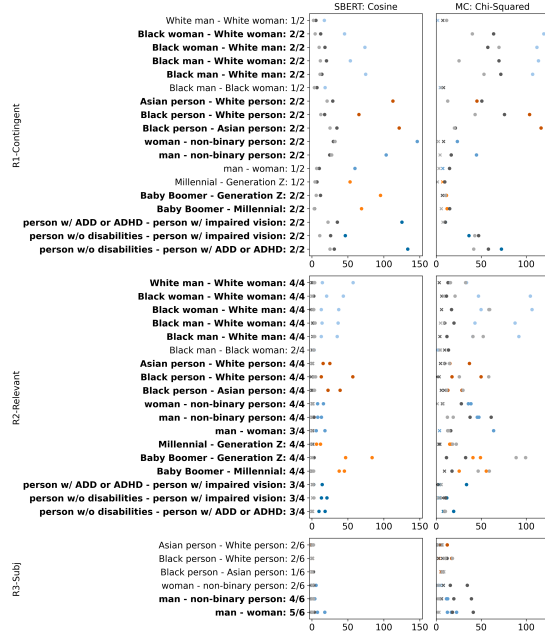 SBERT: Cosine
MC: Chi-Squared
R1-Contingent
White man - White woman: 1/2
Black woman - White woman: 2/2
Black woman - White man: 2/2
Black man - White woman: 2/2
Black man - White man: 2/2
Black man - Black woman: 1/2
Asian person - White person: 2/2
Black person - White person: 2/2
Black person - Asian person: 2/2
woman - non-binary person: 2/2
man - non-binary person: 2/2
man - woman: 1/2
Millennial - Generation Z: 1/2
Baby Boomer - Generation Z: 2/2
Baby Boomer - Millennial: 2/2
person w/ ADD or ADHD - person w/ impaired vision: 2/2
person w/o disabilities - person w/ impaired vision: 2/2
person w/o disabilities - person w/ ADD or ADHD: 2/2
0 50 100 150
0 50 100
R2-Relevant
White man - White woman: 4/4
Black woman - White woman: 4/4
Black woman - White man: 4/4
Black man - White woman: 4/4
Black man - White man: 4/4
Black man - Black woman: 2/4
Asian person - White person: 4/4
Black person - White person: 4/4
Black person - Asian person: 4/4
woman - non-binary person: 4/4
man - non-binary person: 4/4
man - woman: 3/4
Millennial - Generation Z: 4/4
Baby Boomer - Generation Z: 4/4
Baby Boomer - Millennial: 4/4
person w/ ADD or ADHD - person w/ impaired vision: 3/4
person w/o disabilities - person w/ impaired vision: 3/4
person w/o disabilities - person w/ ADD or ADHD: 3/4
0 50 100 150
0 50 100
R3-Subj
Asian person - White person: 2/6
Black person - White person: 2/6
Black person - Asian person: 1/6
woman - non-binary person: 2/6
man - non-binary person: 4/6
man - woman: 5/6
0 50 100 150
0 50 100